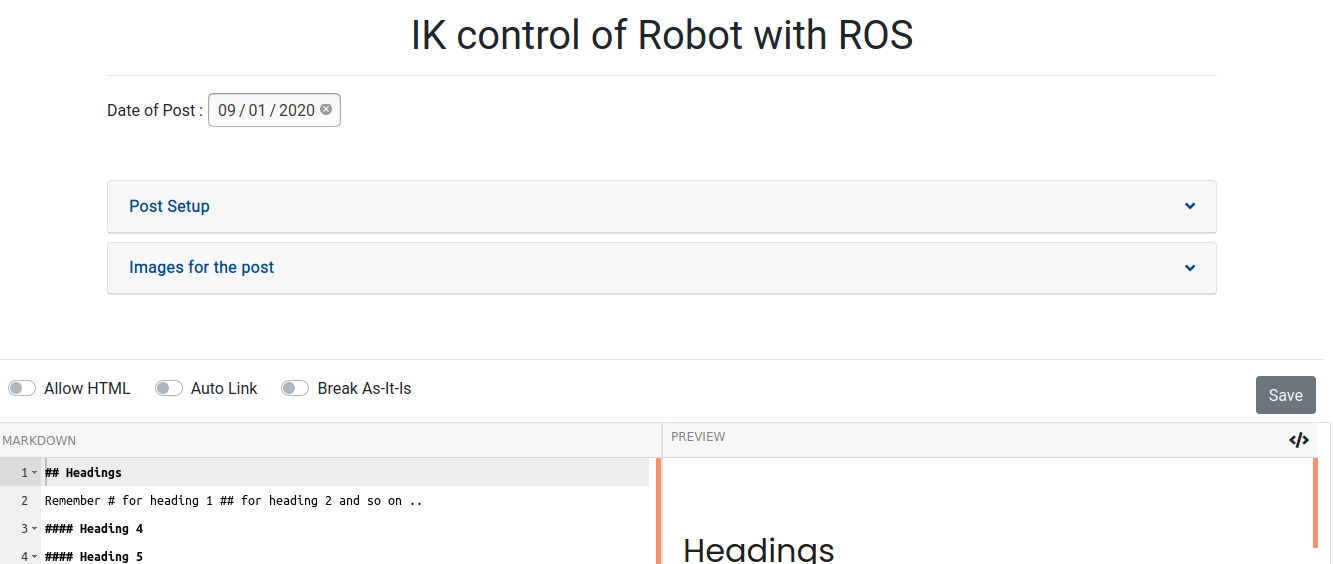 IK control of Robot with ROS
Date of Post : 09 / 01 / 2020
Post Setup
Images for the post
Allow HTML Auto Link Break As-It-Is Save
MARKDOWN PREVIEW </>
1 ## Headings
2 Remember # for heading 1 ## for heading 2 and so on ..
3 #### Heading 4
4 #### Heading 5
Headings